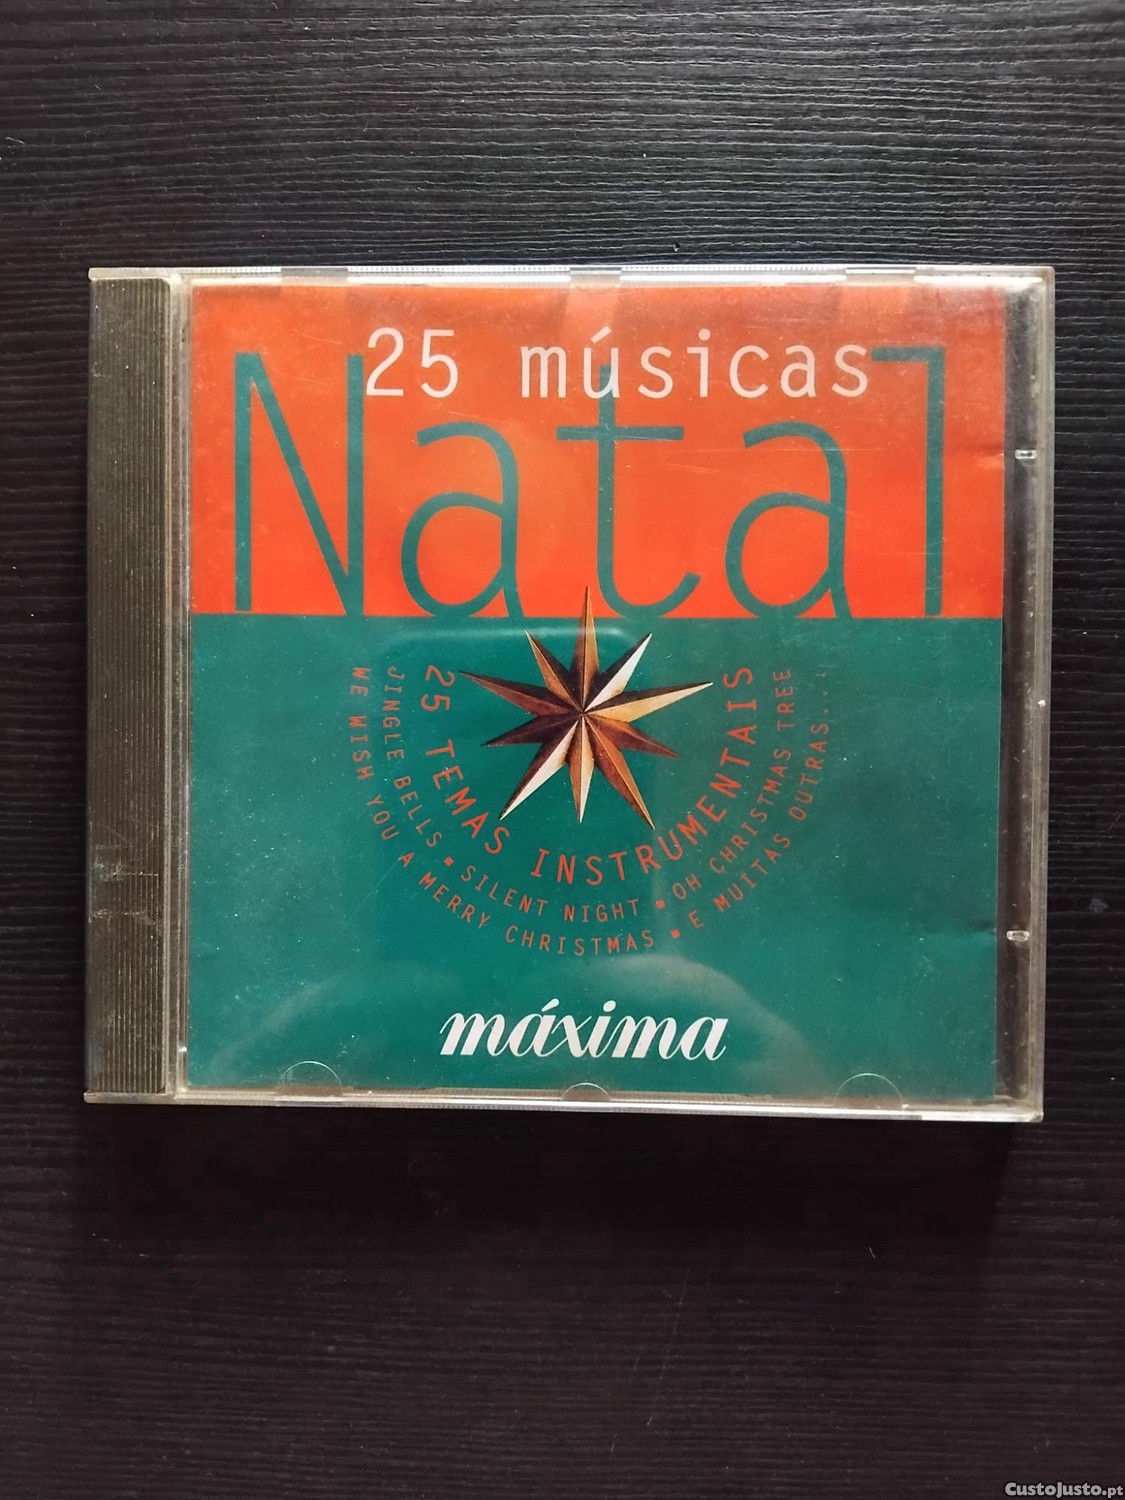 25 músicas
Natal
25 TEMAS INSTRUMENTAIS
JINGLE BELLS ▪ SILENT NIGHT ▪ OH CHRISTMAS TREE
WE WISH YOU A MERRY CHRISTMAS ▪ E MUITAS OUTRAS...
máxima
CustoJusto.pt